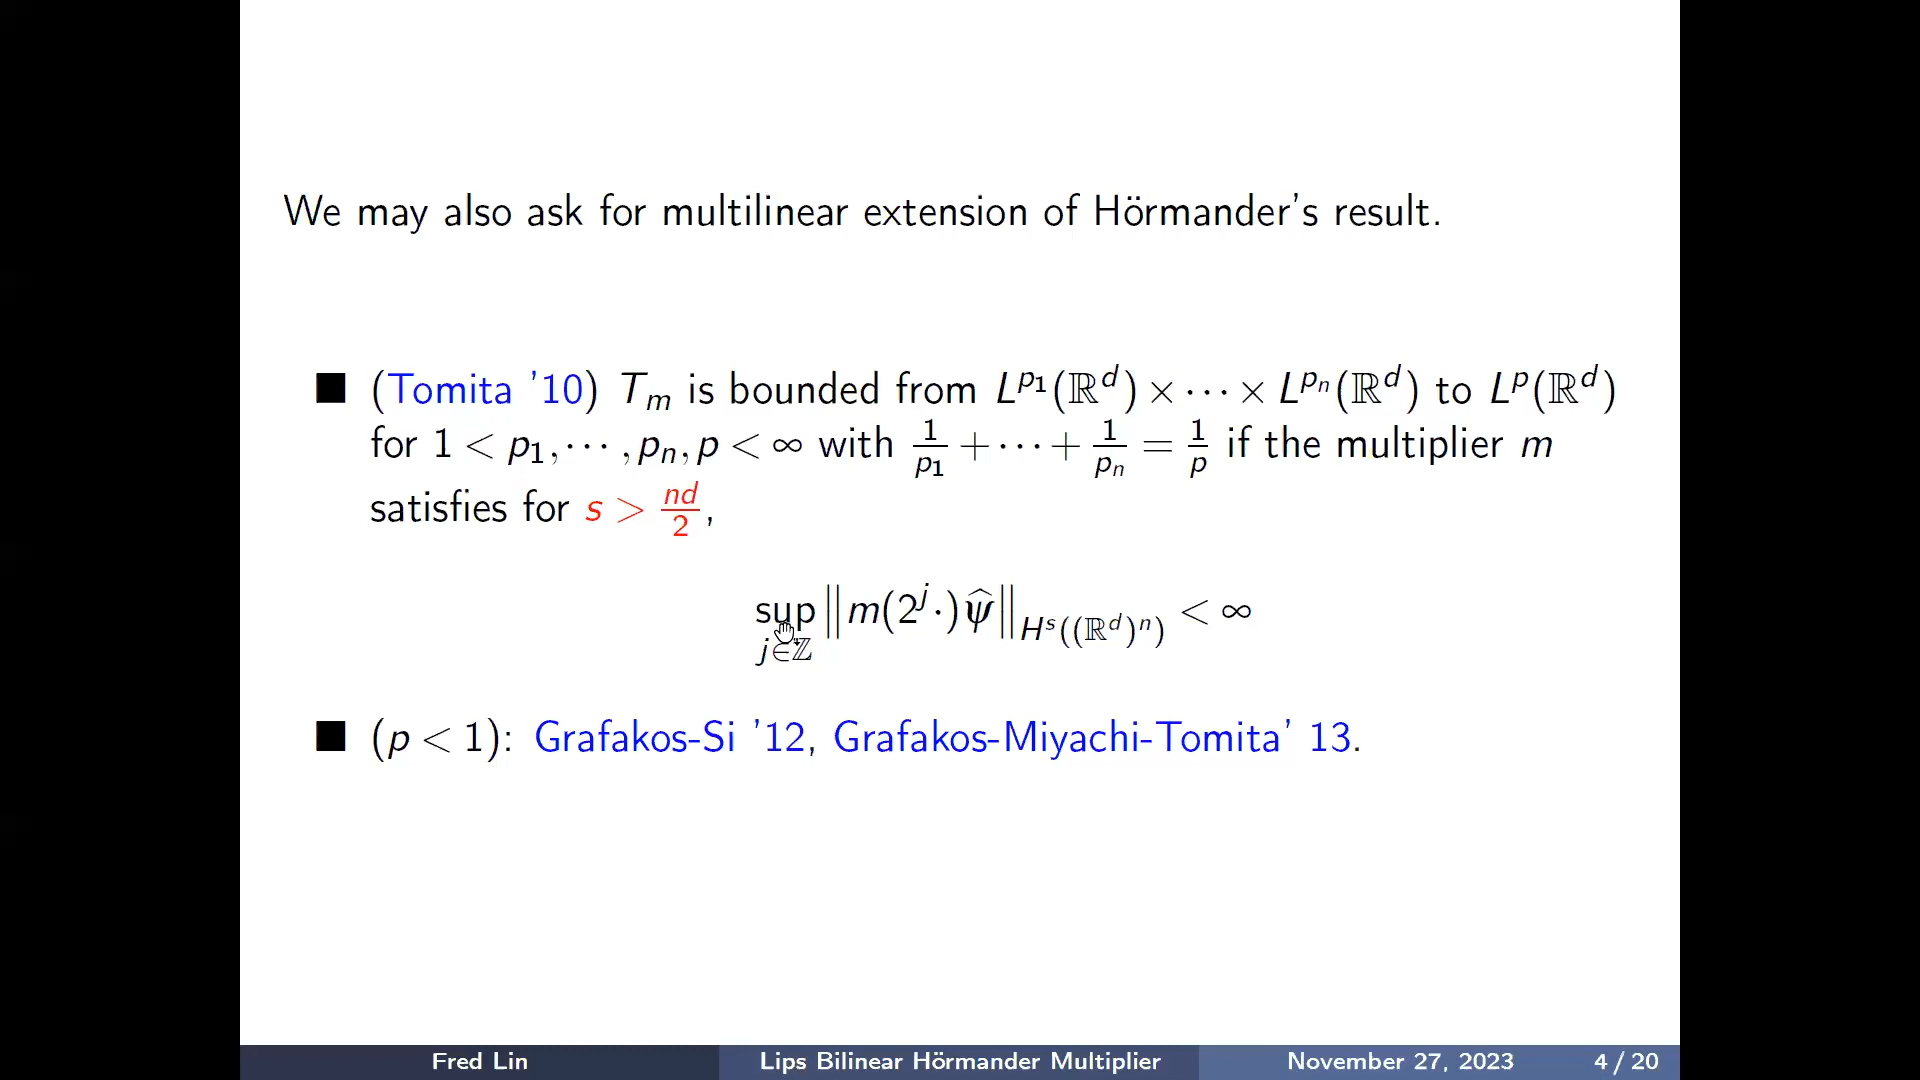 We may also ask for multilinear extension of Hörmander's result.
■ (Tomita '10) T_m is bounded from L^{p_1}(ℝ^d) × ⋯ × L^{p_n}(ℝ^d) to L^p(ℝ^d)
for 1 < p_1, ⋯ , p_n, p < ∞ with 1/p_1 + ⋯ + 1/p_n = 1/p if the multiplier m
satisfies for s > nd/2,
sup_{j∈ℤ} ‖m(2^j ·)ψ̂‖_{H^s((ℝ^d)^n)} < ∞
■ (p < 1): Grafakos-Si '12, Grafakos-Miyachi-Tomita' 13.
Fred Lin Lips Bilinear Hörmander Multiplier November 27, 2023 4 / 20